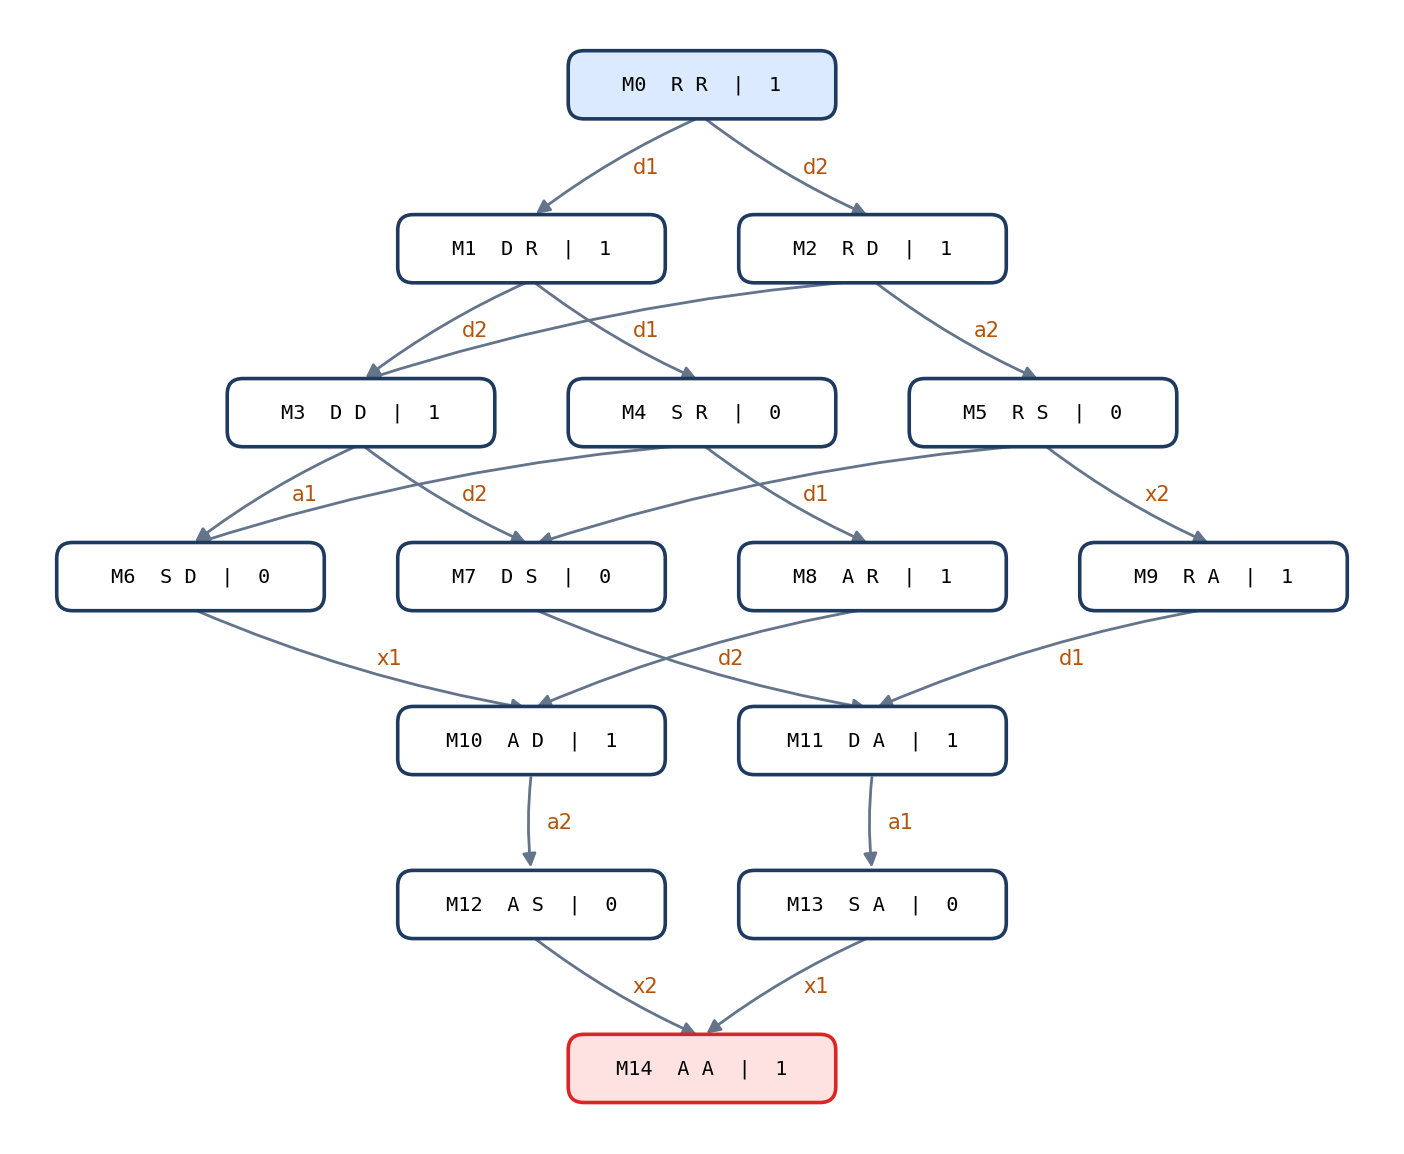 M0 R R | 1
d1
d2
M1 D R | 1
M2 R D | 1
d2
d1
a2
M3 D D | 1
M4 S R | 0
M5 R S | 0
a1
d2
d1
x2
M6 S D | 0
M7 D S | 0
M8 A R | 1
M9 R A | 1
x1
d2
d1
M10 A D | 1
M11 D A | 1
a2
a1
M12 A S | 0
M13 S A | 0
x2
x1
M14 A A | 1